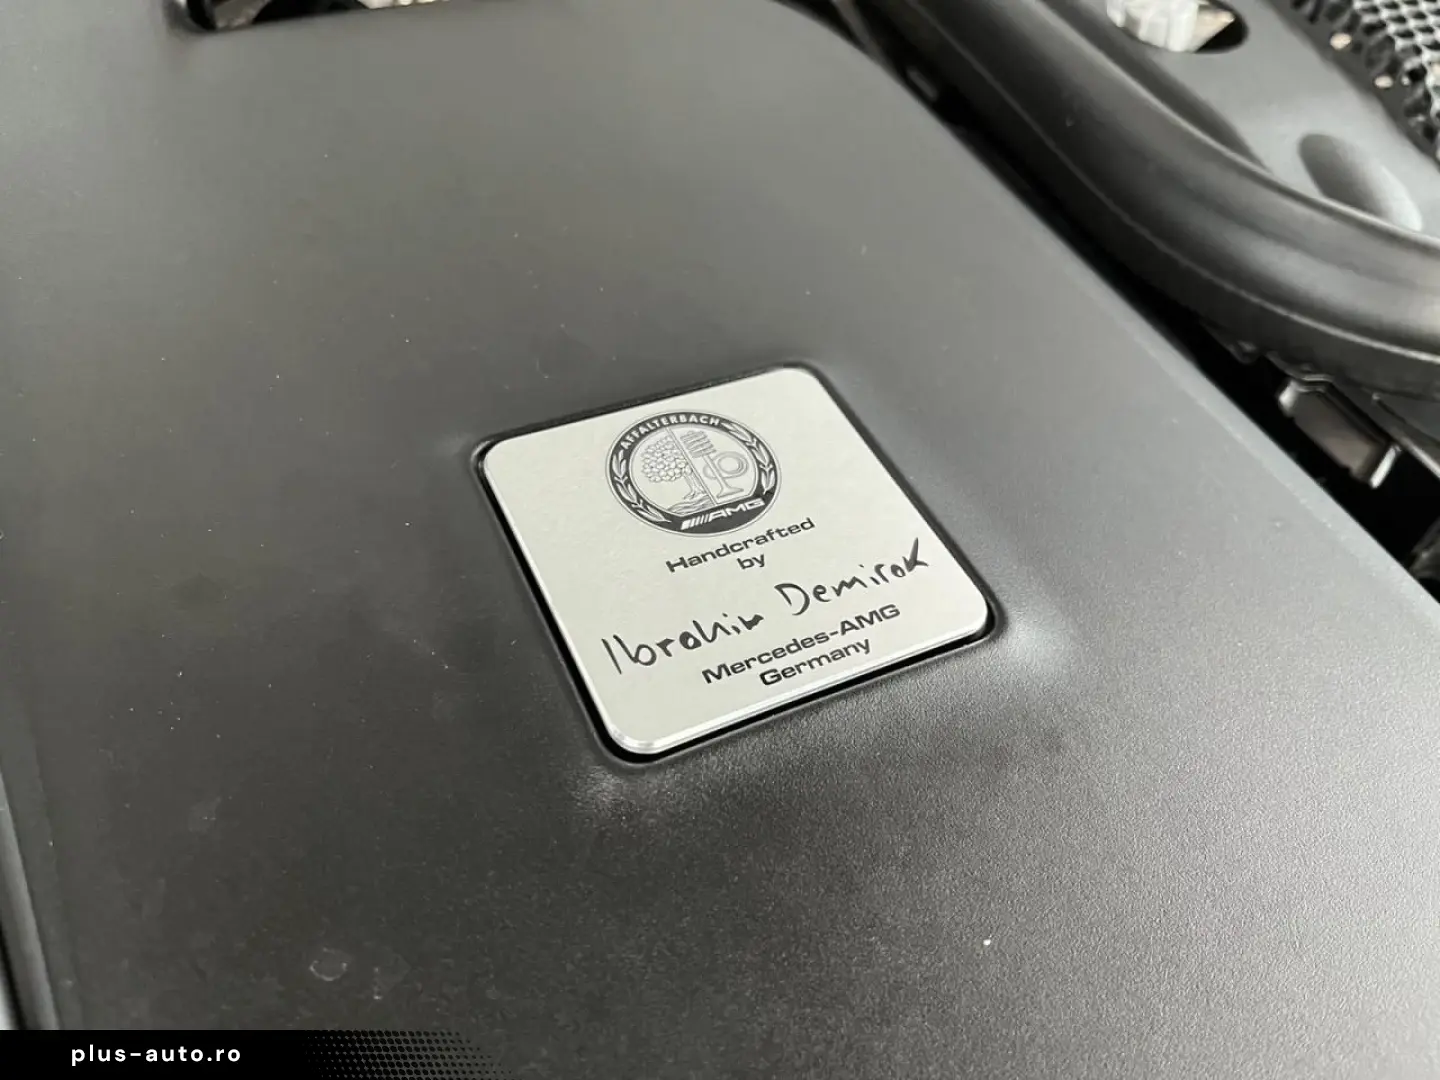 AFFALTERBACH
AMG
Handcrafted
by
Ibrahim Demirok
Mercedes-AMG
Germany
plus-auto.ro